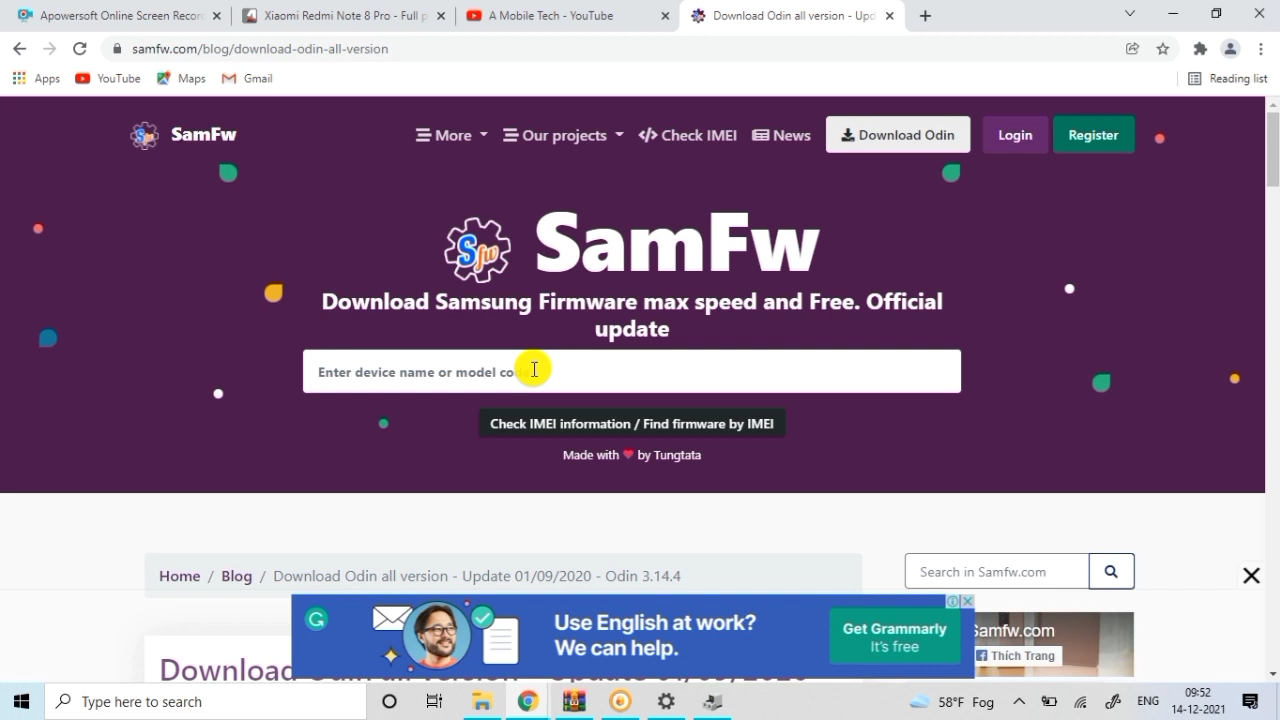 Apowersoft Online Screen Recor
Xiaomi Redmi Note 8 Pro - Full p
A Mobile Tech - YouTube
Download Odin all version - Upd
samfw.com/blog/download-odin-all-version
Apps
YouTube
Maps
Gmail
Reading list
SamFw
More
Our projects
Check IMEI
News
Download Odin
Login
Register
Sfw
SamFw
Download Samsung Firmware max speed and Free. Official
update
Enter device name or model co
Check IMEI information / Find firmware by IMEI
Made with ❤ by Tungtata
Home / Blog / Download Odin all version - Update 01/09/2020 - Odin 3.14.4
Search in Samfw.com
Use English at work?
We can help.
Get Grammarly
It's free
Samfw.com
Thích Trang
Download
Type here to search
58°F Fog
ENG
09:52
14-12-2021